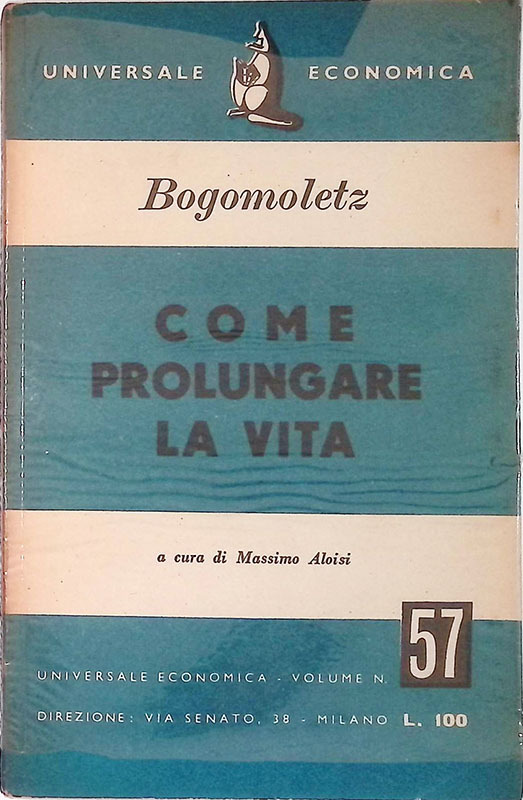 UNIVERSALE ECONOMICA
Bogomoletz
COME
PROLUNGARE
LA VITA
a cura di Massimo Aloisi
57
UNIVERSALE ECONOMICA - VOLUME N.
DIREZIONE: VIA SENATO, 38 - MILANO L. 100